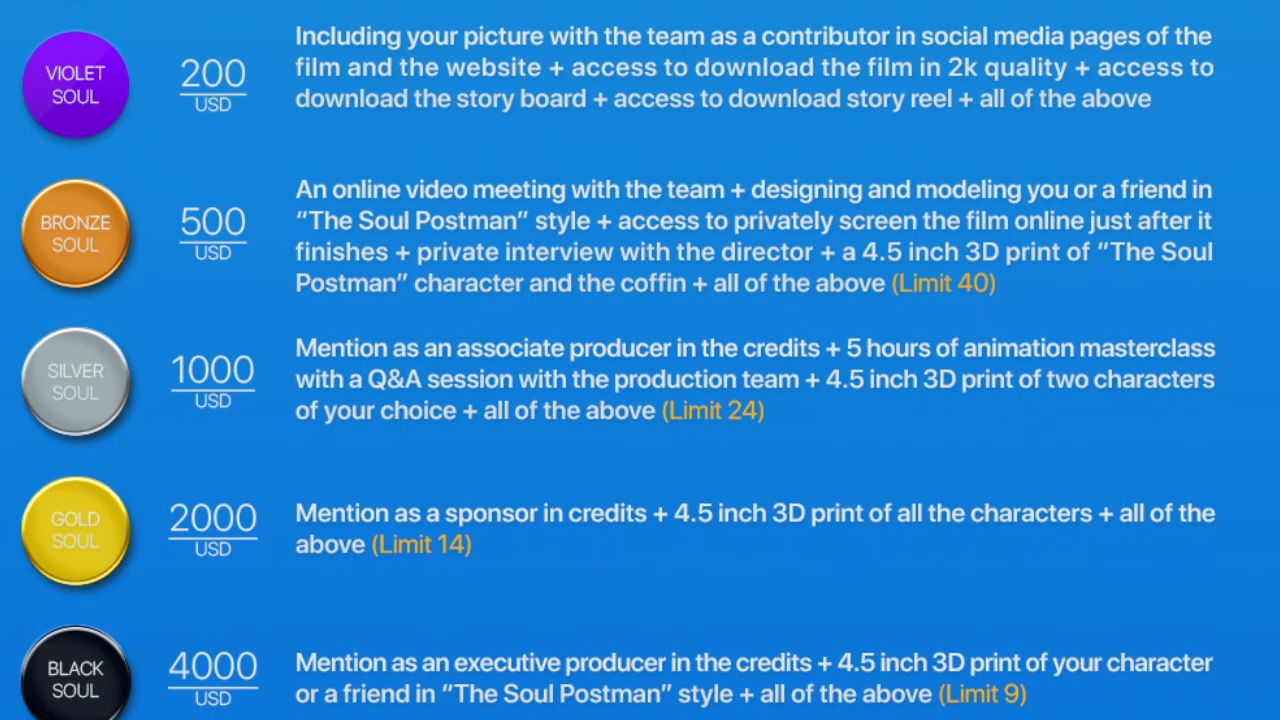 VIOLET
SOUL
200
USD
Including your picture with the team as a contributor in social media pages of the
film and the website + access to download the film in 2k quality + access to
download the story board + access to download story reel + all of the above
BRONZE
SOUL
500
USD
An online video meeting with the team + designing and modeling you or a friend in
“The Soul Postman” style + access to privately screen the film online just after it
finishes + private interview with the director + a 4.5 inch 3D print of “The Soul
Postman” character and the coffin + all of the above (Limit 40)
SILVER
SOUL
1000
USD
Mention as an associate producer in the credits + 5 hours of animation masterclass
with a Q&A session with the production team + 4.5 inch 3D print of two characters
of your choice + all of the above (Limit 24)
GOLD
SOUL
2000
USD
Mention as a sponsor in credits + 4.5 inch 3D print of all the characters + all of the
above (Limit 14)
BLACK
SOUL
4000
USD
Mention as an executive producer in the credits + 4.5 inch 3D print of your character
or a friend in “The Soul Postman” style + all of the above (Limit 9)